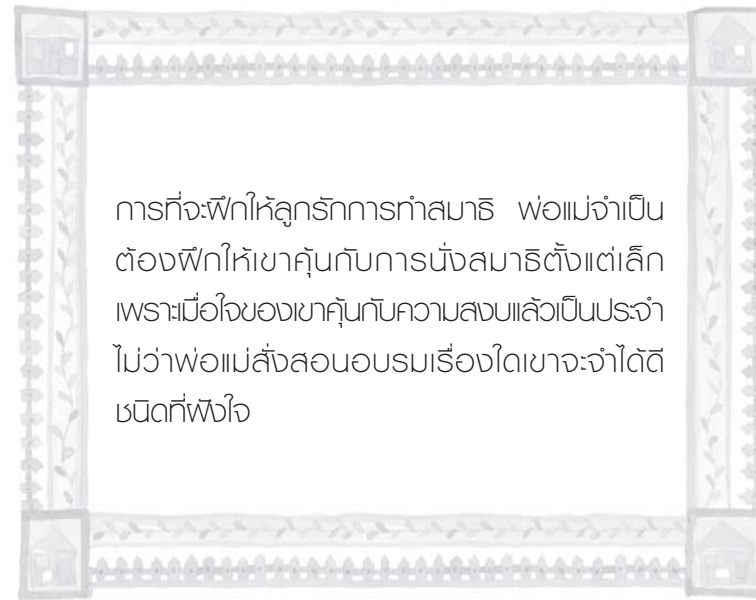 การที่จะฝึกให้ลูกรักการทำสมาธิ พ่อแม่จำเป็น
ต้องฝึกให้เขาคุ้นกับการนั่งสมาธิตั้งแต่เล็ก
เพราะเมื่อใจของเขาคุ้นกับความสงบแล้วเป็นประจำ
ไม่ว่าพ่อแม่สั่งสอนอบรมเรื่องใดเขาจะจำได้ดี
ชนิดที่ฝังใจ